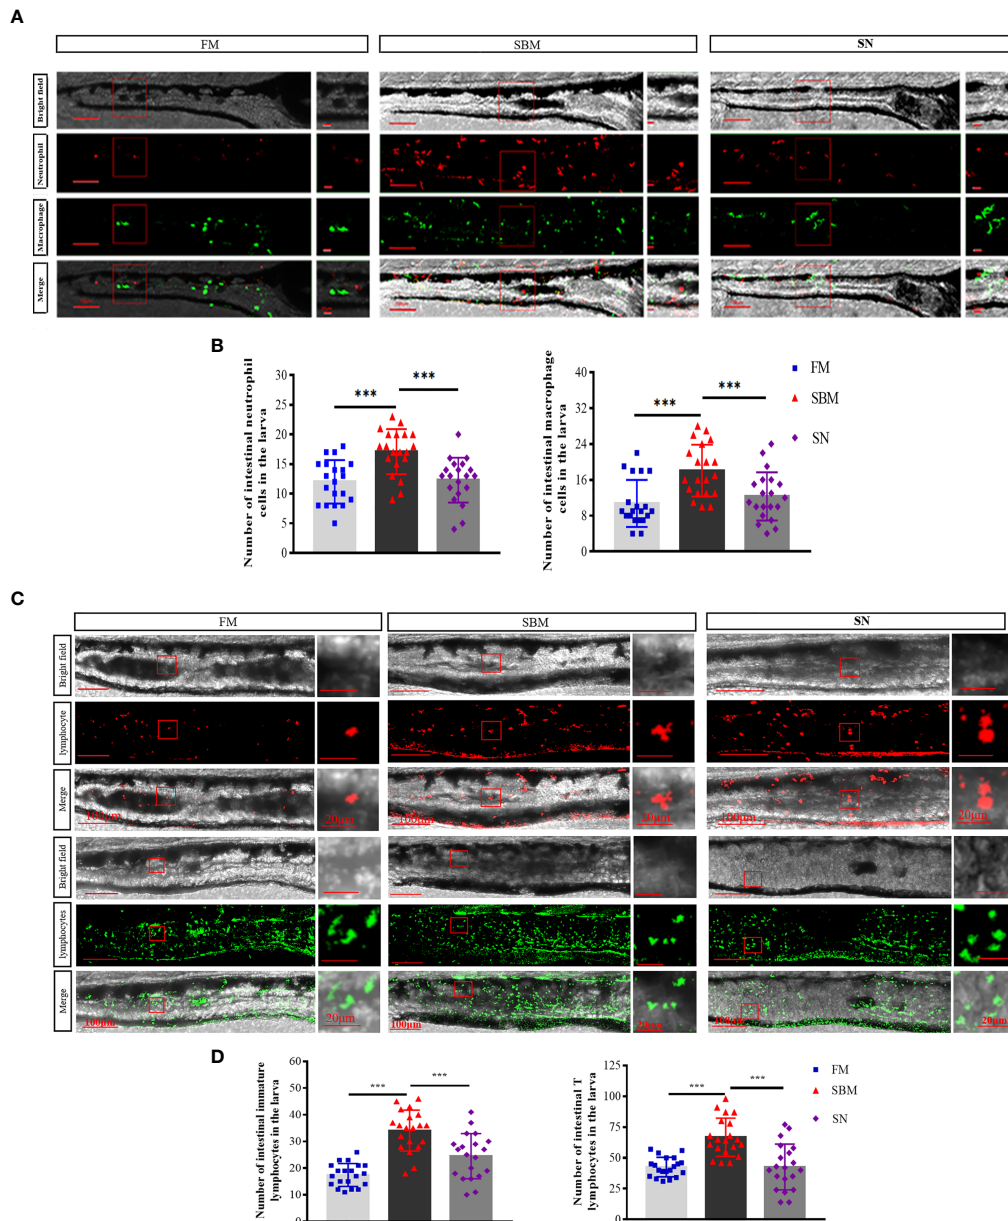 A
FM SBM SN
Bright field
Neutrophil
Macrophage
Merge
B
Number of intestinal neutrophil
cells in the larva
30
25
20
15
10
5
0
*** ***
Number of intestinal macrophage
cells in the larva
40
32
24
16
8
0
*** ***
FM
SBM
SN
C
FM SBM SN
Bright field
lymphocyte
Merge
100μm 20μm 100μm 20μm 100μm 20μm
Bright field
lymphocytes
Merge
100μm 20μm 100μm 20μm 100μm 20μm
D
Number of intestinal immature
lymphocytes in the larva
60
50
40
30
20
10
0
*** ***
Number of intestinal T
lymphocytes in the larva
125
100
75
50
25
0
*** ***
FM
SBM
SN